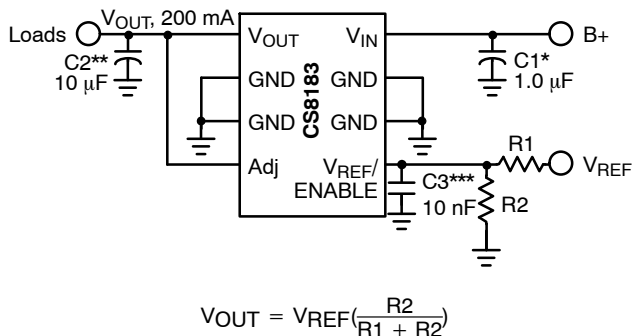 Loads
VOUT, 200 mA
C2**
10 μF
VOUT
VIN
GND
GND
GND
GND
CS8183
Adj
VREF/
ENABLE
B+
C1*
1.0 μF
R1
VREF
C3***
10 nF
R2
VOUT = VREF(R2
R1 + R2)